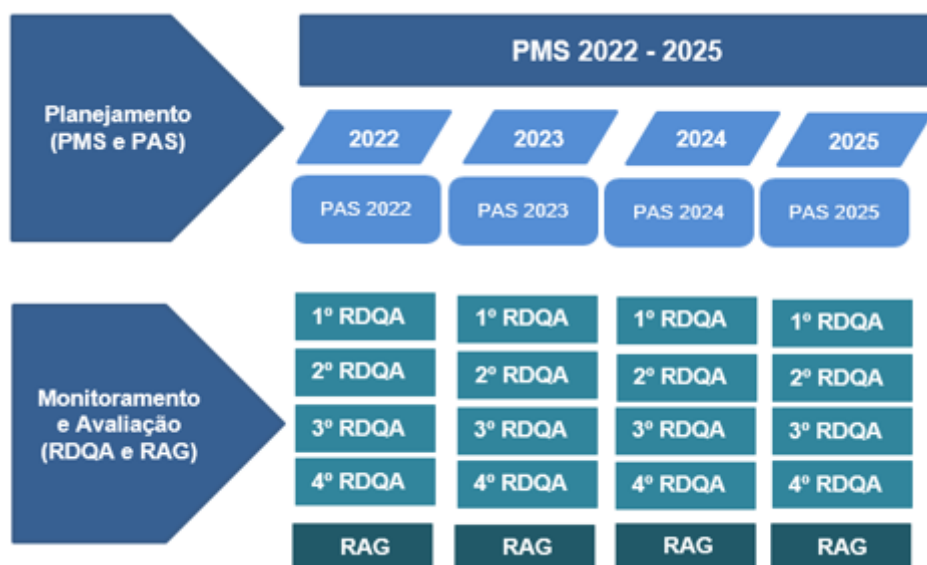 PMS 2022 - 2025
Planejamento
(PMS e PAS)
2022
2023
2024
2025
PAS 2022
PAS 2023
PAS 2024
PAS 2025
Monitoramento
e Avaliação
(RDQA e RAG)
1º RDQA
1º RDQA
1º RDQA
1º RDQA
2º RDQA
2º RDQA
2º RDQA
2º RDQA
3º RDQA
3º RDQA
3º RDQA
3º RDQA
4º RDQA
4º RDQA
4º RDQA
4º RDQA
RAG
RAG
RAG
RAG